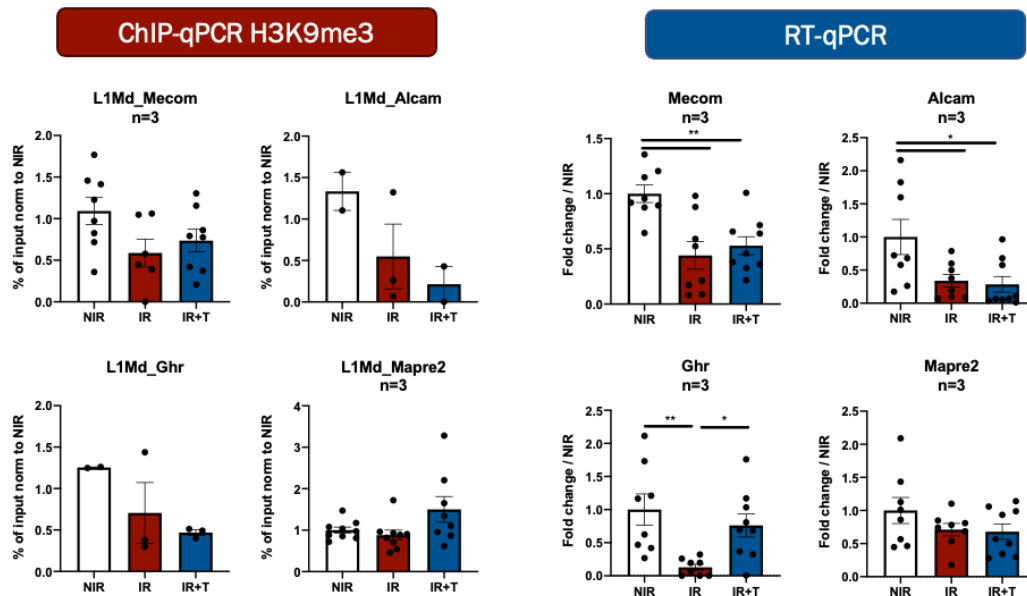 ChIP-qPCR H3K9me3
RT-qPCR
L1Md_Mecom
n=3
% of input norm to NIR
2.0
1.5
1.0
0.5
0.0
NIR IR IR+T
L1Md_Alcam
% of input norm to NIR
2.0
1.5
1.0
0.5
0.0
NIR IR IR+T
Mecom
n=3
**
Fold change / NIR
1.5
1.0
0.5
0.0
NIR IR IR+T
Alcam
n=3
*
Fold change / NIR
2.5
2.0
1.5
1.0
0.5
0.0
NIR IR IR+T
L1Md_Ghr
% of input norm to NIR
2.0
1.5
1.0
0.5
0.0
NIR IR IR+T
L1Md_Mapre2
n=3
% of input norm to NIR
4
3
2
1
0
NIR IR IR+T
Ghr
n=3
** *
Fold change / NIR
2.5
2.0
1.5
1.0
0.5
0.0
NIR IR IR+T
Mapre2
n=3
Fold change / NIR
2.5
2.0
1.5
1.0
0.5
0.0
NIR IR IR+T